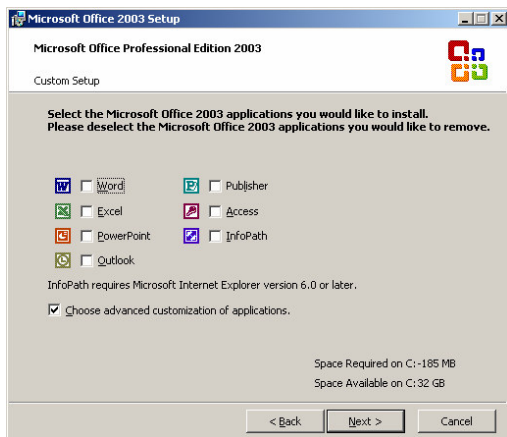 Microsoft Office 2003 Setup
Microsoft Office Professional Edition 2003
Custom Setup
Select the Microsoft Office 2003 applications you would like to install.
Please deselect the Microsoft Office 2003 applications you would like to remove.
Word
Publisher
Excel
Access
PowerPoint
InfoPath
Outlook
InfoPath requires Microsoft Internet Explorer version 6.0 or later.
Choose advanced customization of applications.
Space Required on C:-185 MB
Space Available on C:32 GB
< Back Next > Cancel